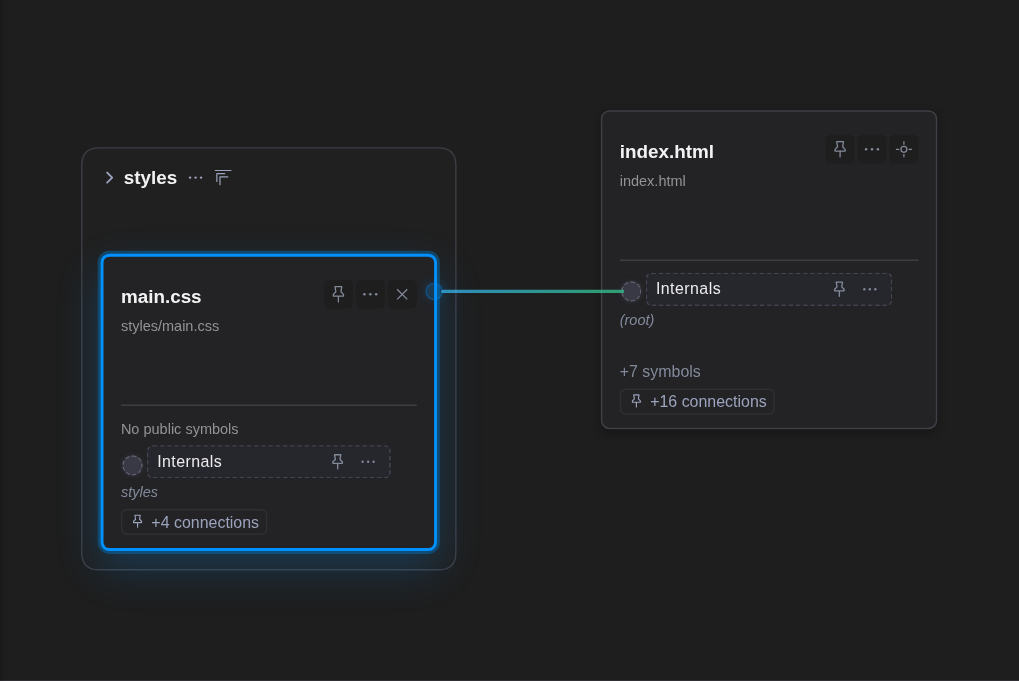 styles
main.css
styles/main.css
No public symbols
Internals
styles
+4 connections
index.html
index.html
Internals
(root)
+7 symbols
+16 connections